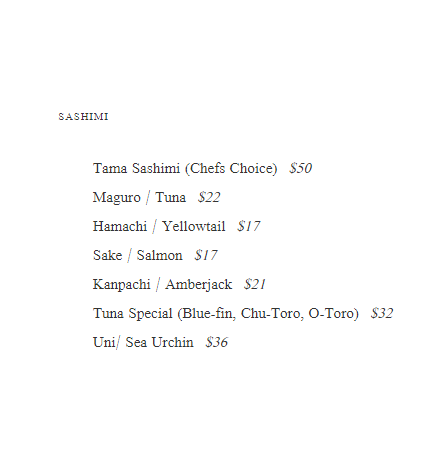 SASHIMI
Tama Sashimi (Chefs Choice) $50
Maguro / Tuna $22
Hamachi / Yellowtail $17
Sake / Salmon $17
Kanpachi / Amberjack $21
Tuna Special (Blue-fin, Chu-Toro, O-Toro) $32
Uni/ Sea Urchin $36